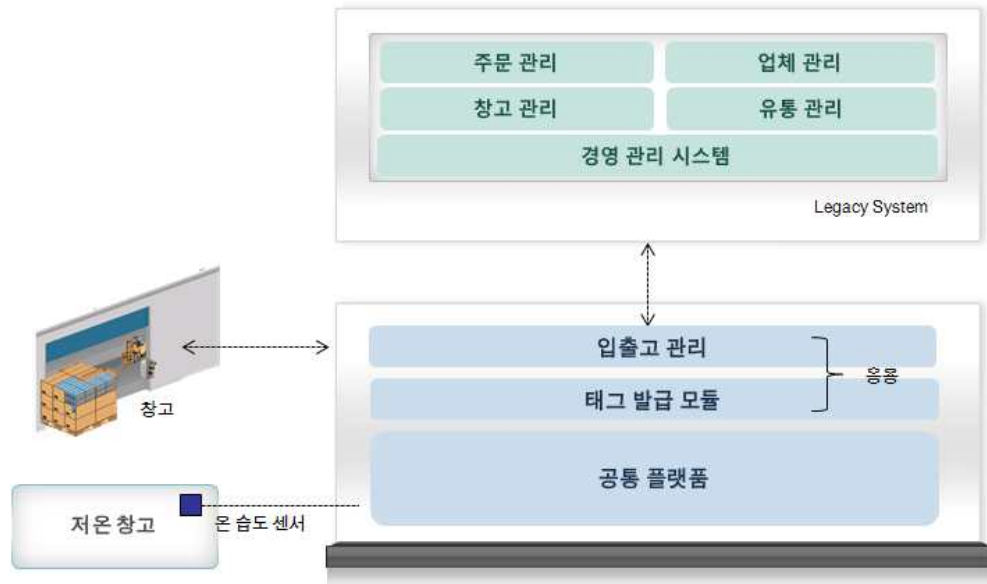 주문 관리
업체 관리
창고 관리
유통 관리
경영 관리 시스템
Legacy System
입출고 관리
응용
태그 발급 모듈
창고
공통 플랫폼
저온 창고
온 습도 센서